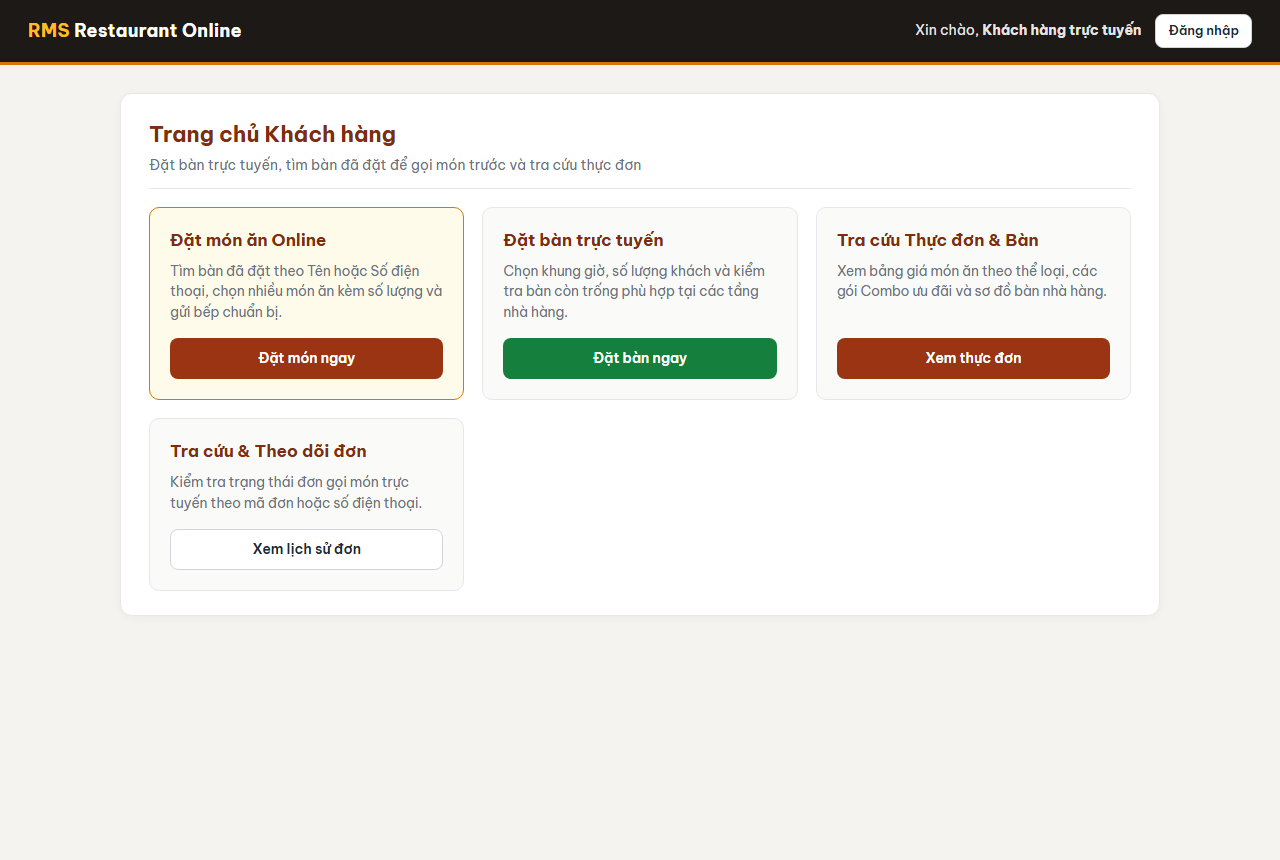 RMS Restaurant Online
Xin chào, Khách hàng trực tuyến
Đăng nhập
Trang chủ Khách hàng
Đặt bàn trực tuyến, tìm bàn đã đặt để gọi món trước và tra cứu thực đơn
Đặt món ăn Online
Tìm bàn đã đặt theo Tên hoặc Số điện
thoại, chọn nhiều món ăn kèm số lượng và
gửi bếp chuẩn bị.
Đặt món ngay
Đặt bàn trực tuyến
Chọn khung giờ, số lượng khách và kiểm
tra bàn còn trống phù hợp tại các tầng
nhà hàng.
Đặt bàn ngay
Tra cứu Thực đơn & Bàn
Xem bảng giá món ăn theo thể loại, các
gói Combo ưu đãi và sơ đồ bàn nhà hàng.
Xem thực đơn
Tra cứu & Theo dõi đơn
Kiểm tra trạng thái đơn gọi món trực
tuyến theo mã đơn hoặc số điện thoại.
Xem lịch sử đơn